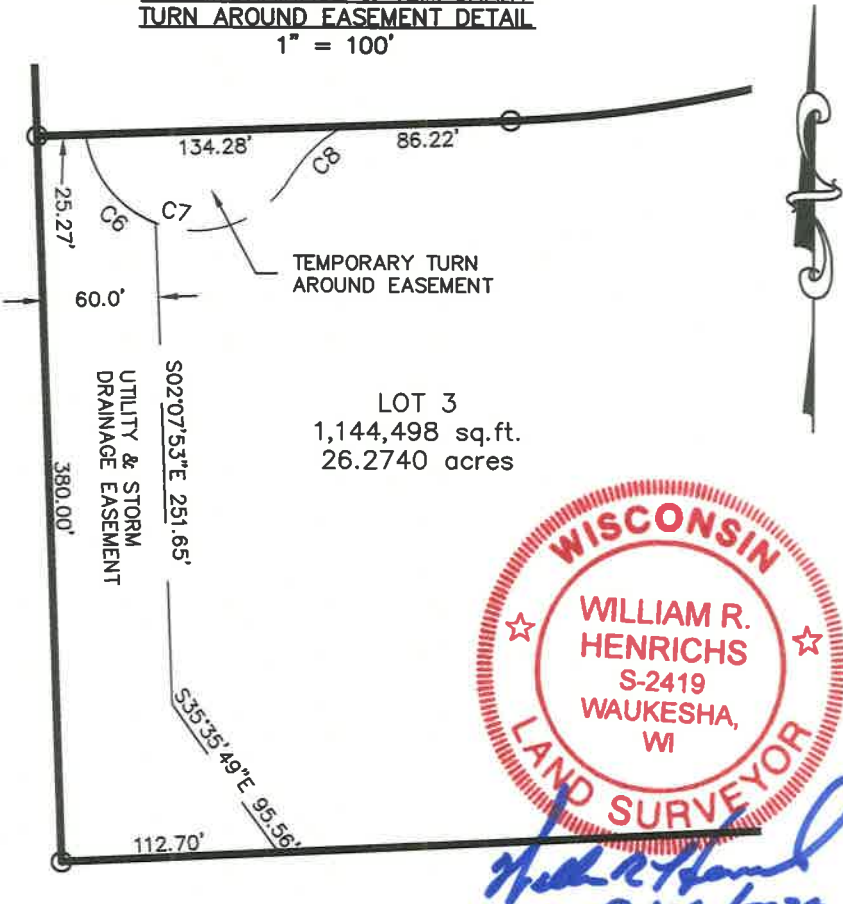 TURN AROUND EASEMENT DETAIL
1" = 100'
134.28'
86.22'
C8
25.27'
C6
C7
TEMPORARY TURN
AROUND EASEMENT
60.0'
S02°07'53"E 251.65'
UTILITY & STORM
DRAINAGE EASEMENT
LOT 3
1,144,498 sq.ft.
26.2740 acres
380.00'
WISCONSIN
WILLIAM R.
HENRICHS
S-2419
WAUKESHA,
WI
LAND SURVEYOR
S35°35'49"E 95.56'
112.70'